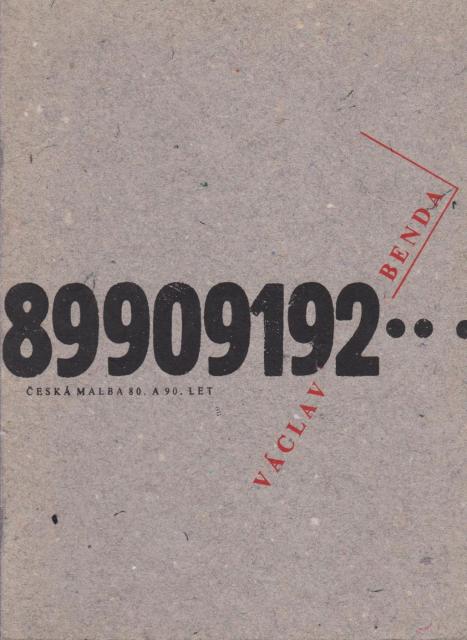 BENDA
89909192...
ČESKÁ MALBA 80. A 90. LET
VÁCLAV